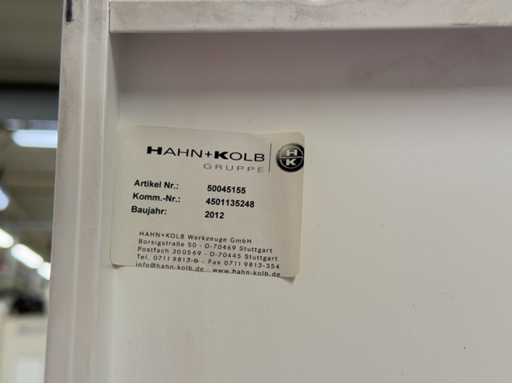 HAHN+KOLB
GRUPPE
HK
Artikel Nr.: 50045155
Komm.-Nr.: 4501135248
Baujahr: 2012
HAHN+KOLB Werkzeuge GmbH
Borsigstraße 50 - D-70469 Stuttgart
Postfach 300569 - D-70445 Stuttgart
Tel. 0711 9813-0 - Fax 0711 9813-354
info@hahn-kolb.de - www.hahn-kolb.de